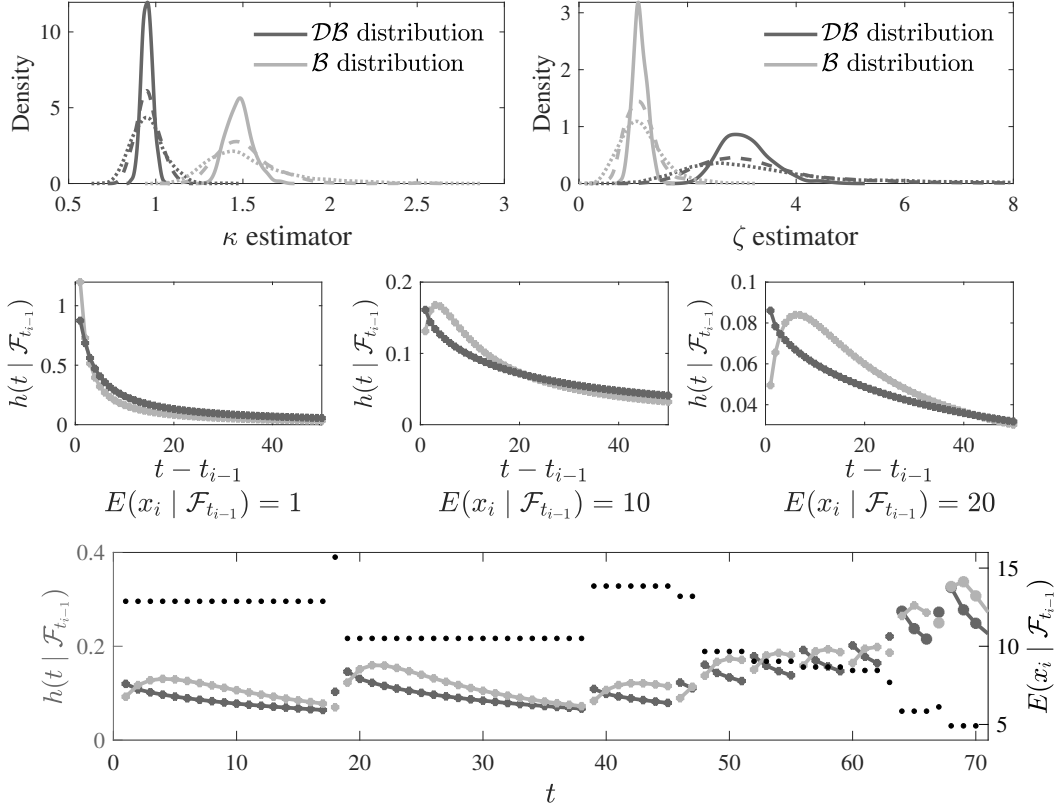 Density
10
5
0
0.5
1
1.5
2
2.5
3
κ estimator
𝒟ℬ distribution
ℬ distribution
Density
3
2
1
0
0
2
4
6
8
ζ estimator
𝒟ℬ distribution
ℬ distribution
h(t | ℱ_{t_{i−1}})
1
0.5
0
0
20
40
t − t_{i−1}
E(x_i | ℱ_{t_{i−1}}) = 1
h(t | ℱ_{t_{i−1}})
0.2
0.1
0
0
20
40
t − t_{i−1}
E(x_i | ℱ_{t_{i−1}}) = 10
h(t | ℱ_{t_{i−1}})
0.1
0.08
0.06
0.04
0
20
40
t − t_{i−1}
E(x_i | ℱ_{t_{i−1}}) = 20
h(t | ℱ_{t_{i−1}})
0.4
0.2
0
0
10
20
30
40
50
60
70
t
15
10
5
E(x_i | ℱ_{t_{i−1}})